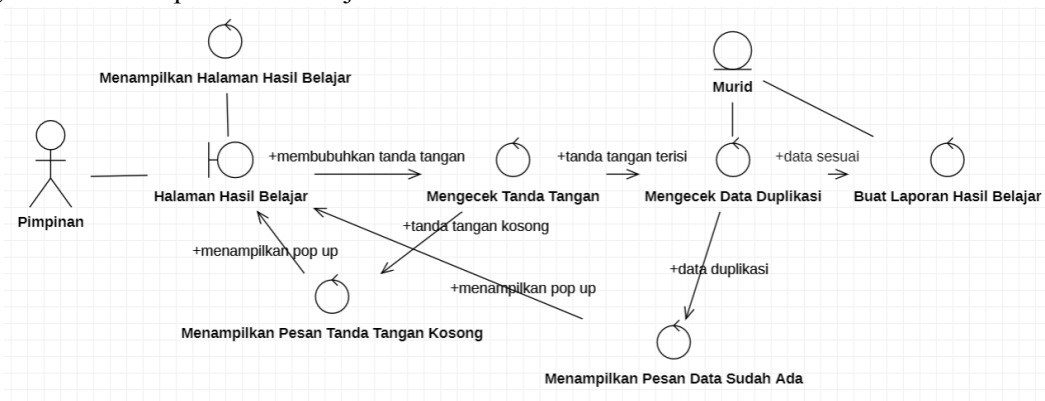 Menampilkan Halaman Hasil Belajar
Murid
+membubuhkan tanda tangan
+tanda tangan terisi
+data sesuai
Pimpinan
Halaman Hasil Belajar
Mengecek Tanda Tangan
Mengecek Data Duplikasi
Buat Laporan Hasil Belajar
+tanda tangan kosong
+menampilkan pop up
+data duplikasi
+menampilkan pop up
Menampilkan Pesan Tanda Tangan Kosong
Menampilkan Pesan Data Sudah Ada